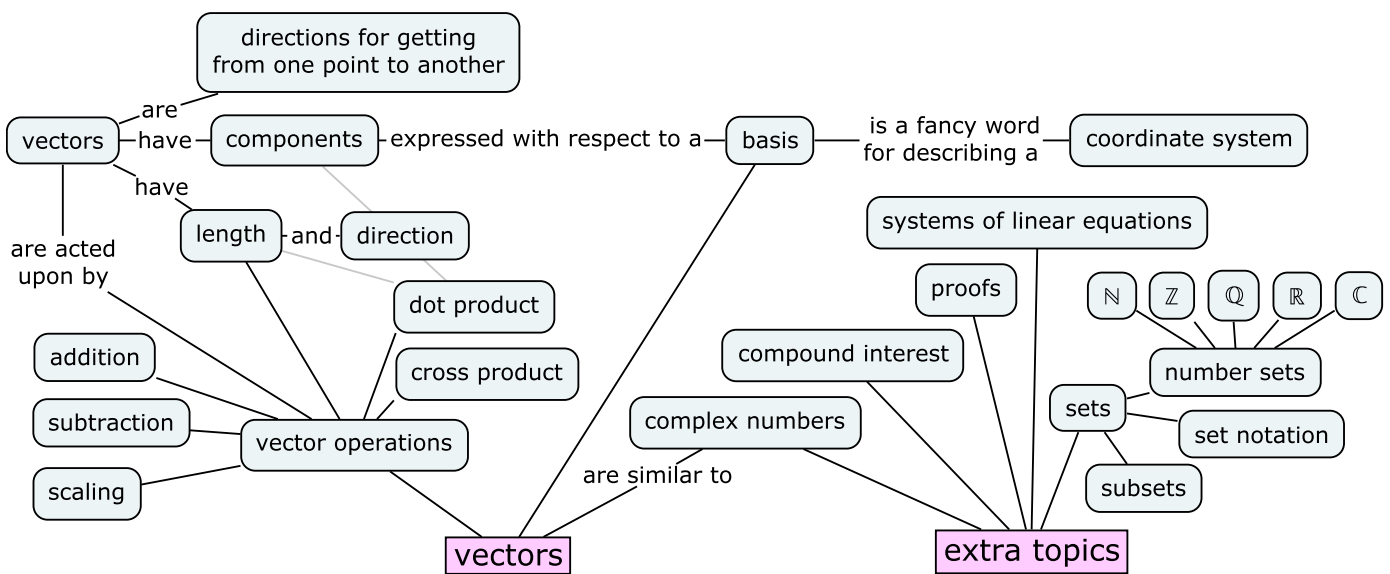 directions for getting
from one point to another
are
vectors
have
components
expressed with respect to a
basis
is a fancy word
for describing a
coordinate system
have
length
and
direction
systems of linear equations
are acted
upon by
proofs
ℕ
ℤ
ℚ
ℝ
ℂ
dot product
addition
cross product
compound interest
number sets
subtraction
vector operations
complex numbers
sets
set notation
scaling
are similar to
subsets
vectors
extra topics